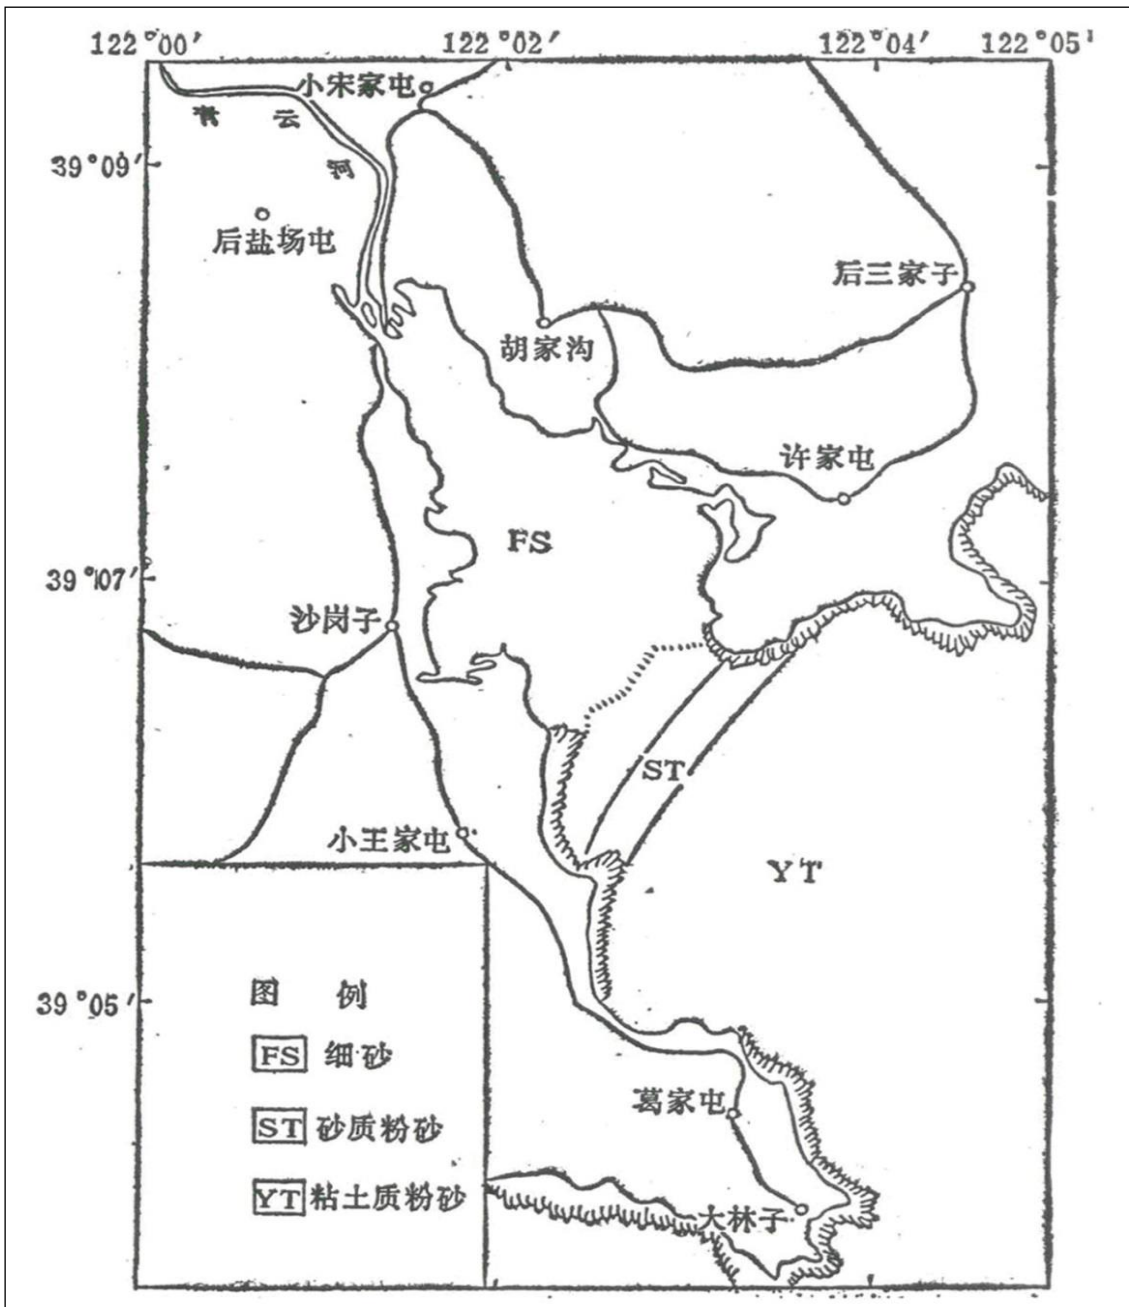 122°00′ 122°02′ 122°04′ 122°05′
小宋家屯
青云河
39°09′
后盐场屯
后三家子
胡家沟
许家屯
FS
39°07′
沙岗子
ST
小王家屯
YT
39°05′
图 例
FS 细砂
ST 砂质粉砂
YT 粘土质粉砂
葛家屯
大林子